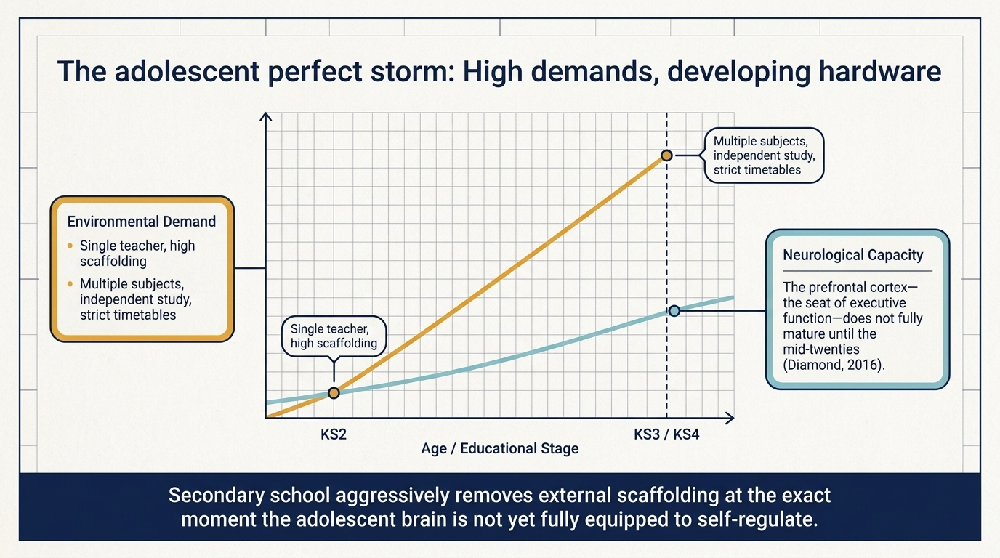 The adolescent perfect storm: High demands, developing hardware
Environmental Demand
• Single teacher, high
scaffolding
• Multiple subjects,
independent study,
strict timetables
Single teacher,
high scaffolding
Multiple subjects,
independent study,
strict timetables
Neurological Capacity
The prefrontal cortex—
the seat of executive
function—does not fully
mature until the
mid-twenties
(Diamond, 2016).
KS2
KS3 / KS4
Age / Educational Stage
Secondary school aggressively removes external scaffolding at the exact
moment the adolescent brain is not yet fully equipped to self-regulate.